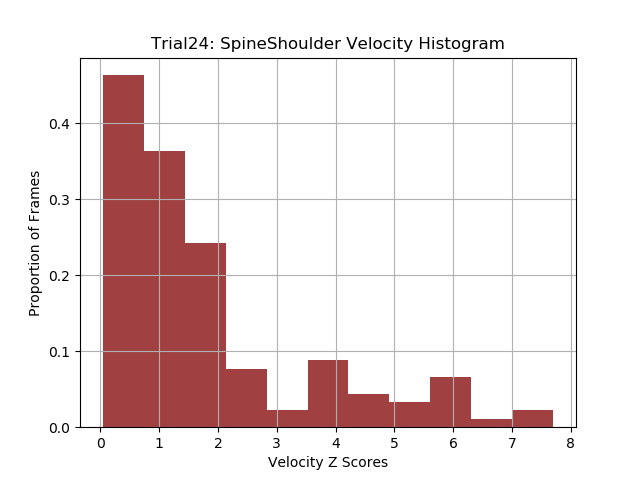 Trial24: SpineShoulder Velocity Histogram
Proportion of Frames
0.4
0.3
0.2
0.1
0.0
0 1 2 3 4 5 6 7 8
Velocity Z Scores